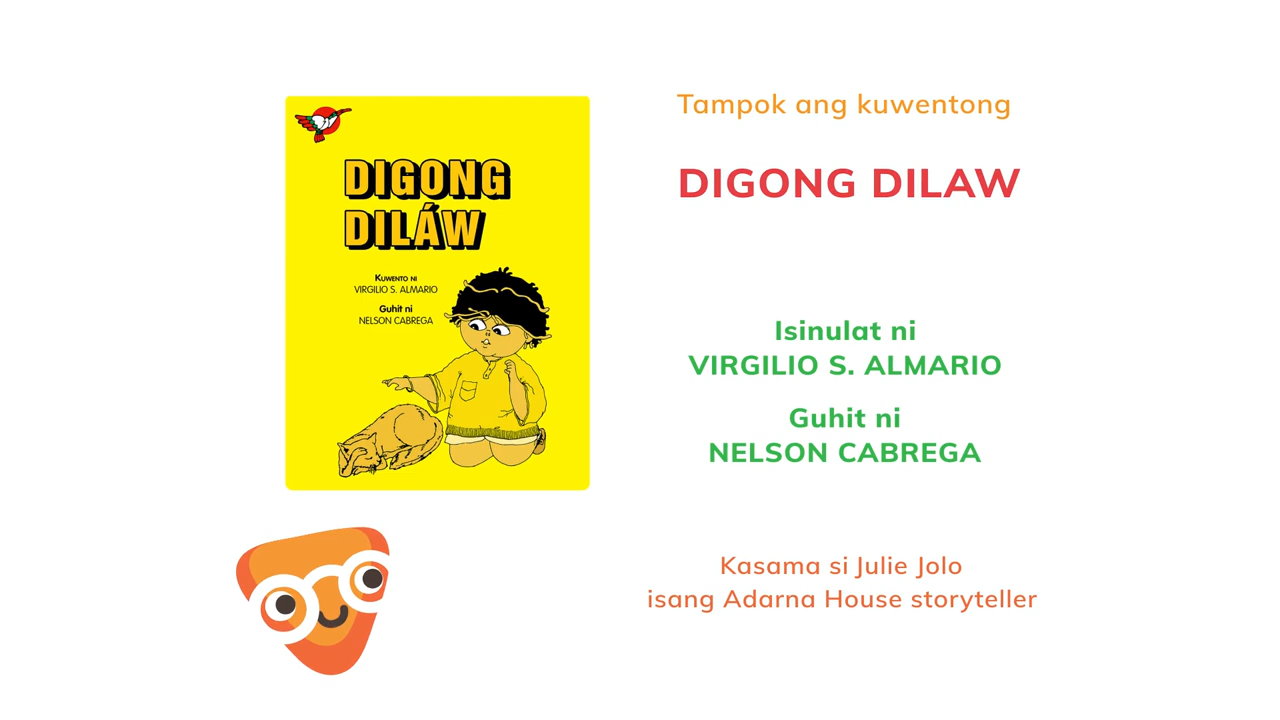 DIGONG
DILÁW
Kuwento ni
VIRGILIO S. ALMARIO
Guhit ni
NELSON CABREGA
Tampok ang kuwentong
DIGONG DILAW
Isinulat ni
VIRGILIO S. ALMARIO
Guhit ni
NELSON CABREGA
Kasama si Julie Jolo
isang Adarna House storyteller